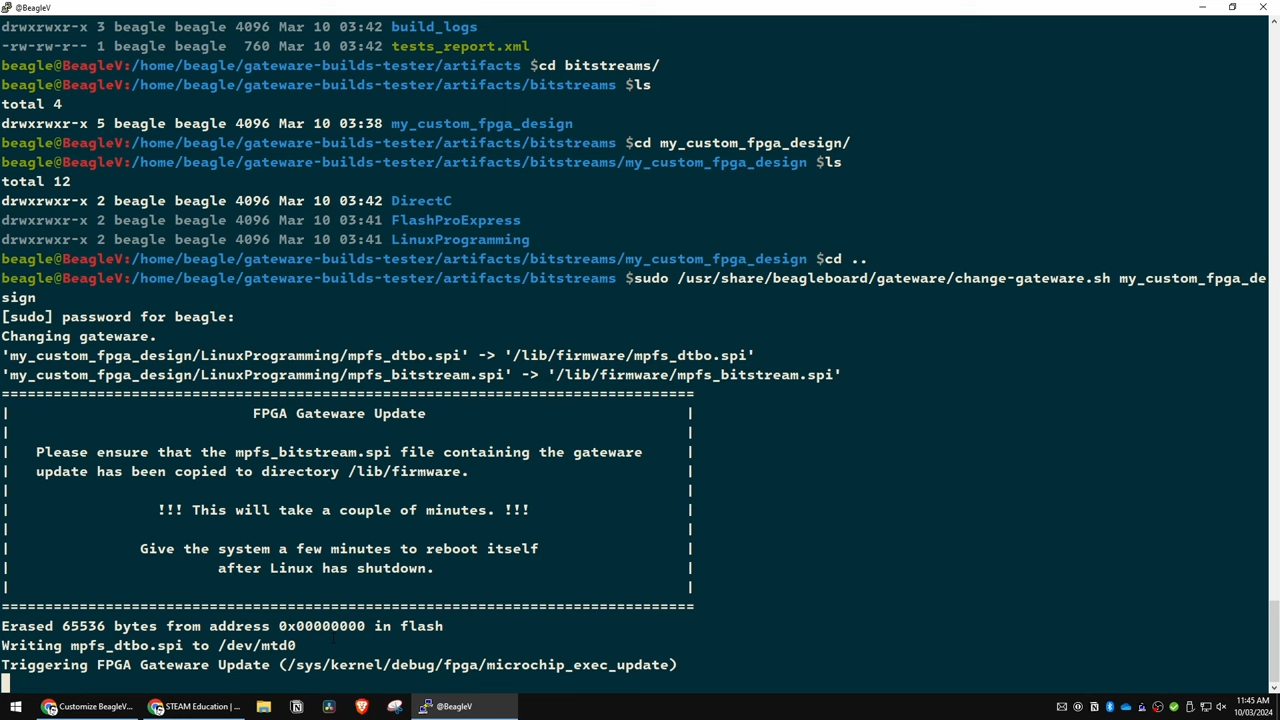 @BeagleV
drwxrwxr-x 3 beagle beagle 4096 Mar 10 03:42 build_logs
-rw-rw-r-- 1 beagle beagle  760 Mar 10 03:42 tests_report.xml
beagle@BeagleV:/home/beagle/gateware-builds-tester/artifacts $cd bitstreams/
beagle@BeagleV:/home/beagle/gateware-builds-tester/artifacts/bitstreams $ls
total 4
drwxrwxr-x 5 beagle beagle 4096 Mar 10 03:38 my_custom_fpga_design
beagle@BeagleV:/home/beagle/gateware-builds-tester/artifacts/bitstreams $cd my_custom_fpga_design/
beagle@BeagleV:/home/beagle/gateware-builds-tester/artifacts/bitstreams/my_custom_fpga_design $ls
total 12
drwxrwxr-x 2 beagle beagle 4096 Mar 10 03:42 DirectC
drwxrwxr-x 2 beagle beagle 4096 Mar 10 03:41 FlashProExpress
drwxrwxr-x 2 beagle beagle 4096 Mar 10 03:41 LinuxProgramming
beagle@BeagleV:/home/beagle/gateware-builds-tester/artifacts/bitstreams/my_custom_fpga_design $cd ..
beagle@BeagleV:/home/beagle/gateware-builds-tester/artifacts/bitstreams $sudo /usr/share/beagleboard/gateware/change-gateware.sh my_custom_fpga_de
sign
[sudo] password for beagle:
Changing gateware.
'my_custom_fpga_design/LinuxProgramming/mpfs_dtbo.spi' -> '/lib/firmware/mpfs_dtbo.spi'
'my_custom_fpga_design/LinuxProgramming/mpfs_bitstream.spi' -> '/lib/firmware/mpfs_bitstream.spi'
================================================================================
|                            FPGA Gateware Update                              |
|                                                                              |
|   Please ensure that the mpfs_bitstream.spi file containing the gateware     |
|   update has been copied to directory /lib/firmware.                         |
|                                                                              |
|                 !!! This will take a couple of minutes. !!!                  |
|                                                                              |
|               Give the system a few minutes to reboot itself                 |
|                        after Linux has shutdown.                             |
|                                                                              |
================================================================================
Erased 65536 bytes from address 0x00000000 in flash
Writing mpfs_dtbo.spi to /dev/mtd0
Triggering FPGA Gateware Update (/sys/kernel/debug/fpga/microchip_exec_update)
Customize BeagleV...
STEAM Education | ...
@BeagleV
11:45 AM
10/03/2024